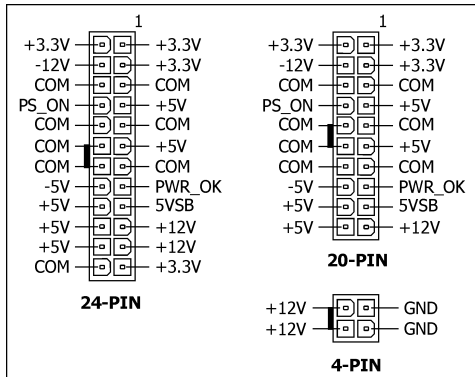 1
+3.3V +3.3V
-12V +3.3V
COM COM
PS_ON +5V
COM COM
COM +5V
COM COM
-5V PWR_OK
+5V 5VSB
+5V +12V
+5V +12V
COM +3.3V
24-PIN
1
+3.3V +3.3V
-12V +3.3V
COM COM
PS_ON +5V
COM COM
COM +5V
COM COM
-5V PWR_OK
+5V 5VSB
+5V +12V
20-PIN
+12V GND
+12V GND
4-PIN